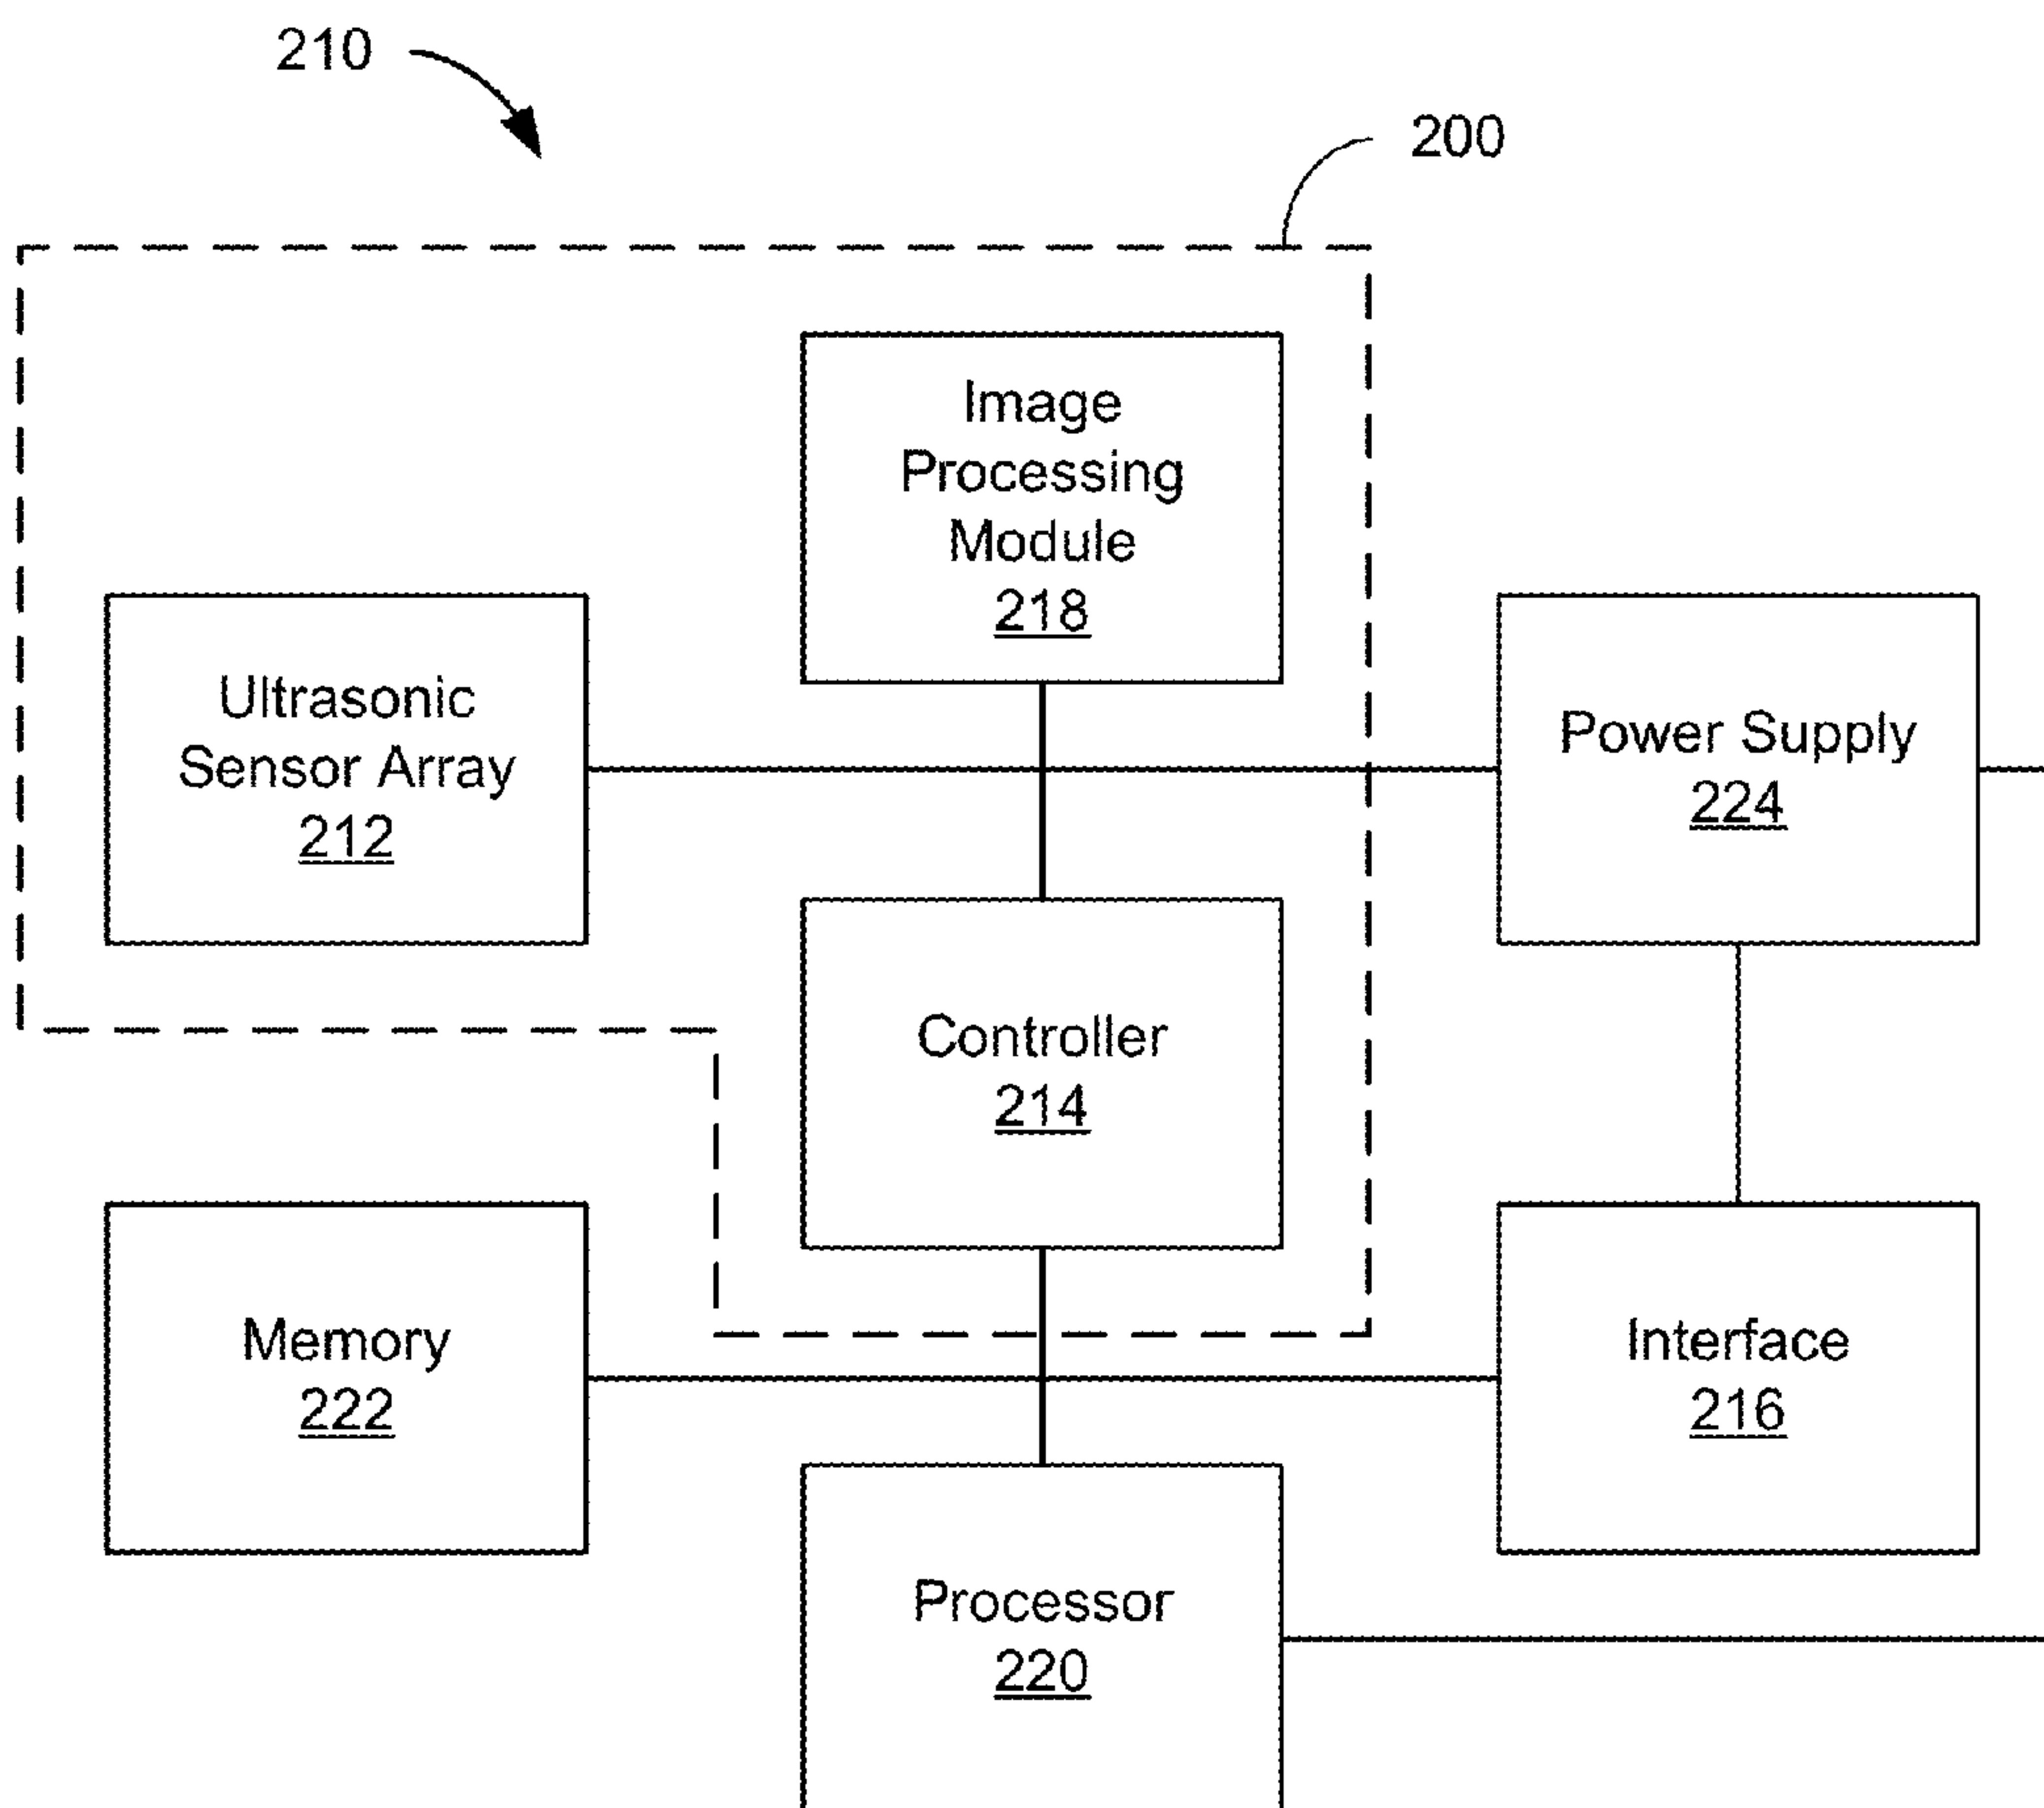 210
200
Image
Processing
Module
218
Ultrasonic
Sensor Array
212
Power Supply
224
Controller
214
Memory
222
Interface
216
Processor
220